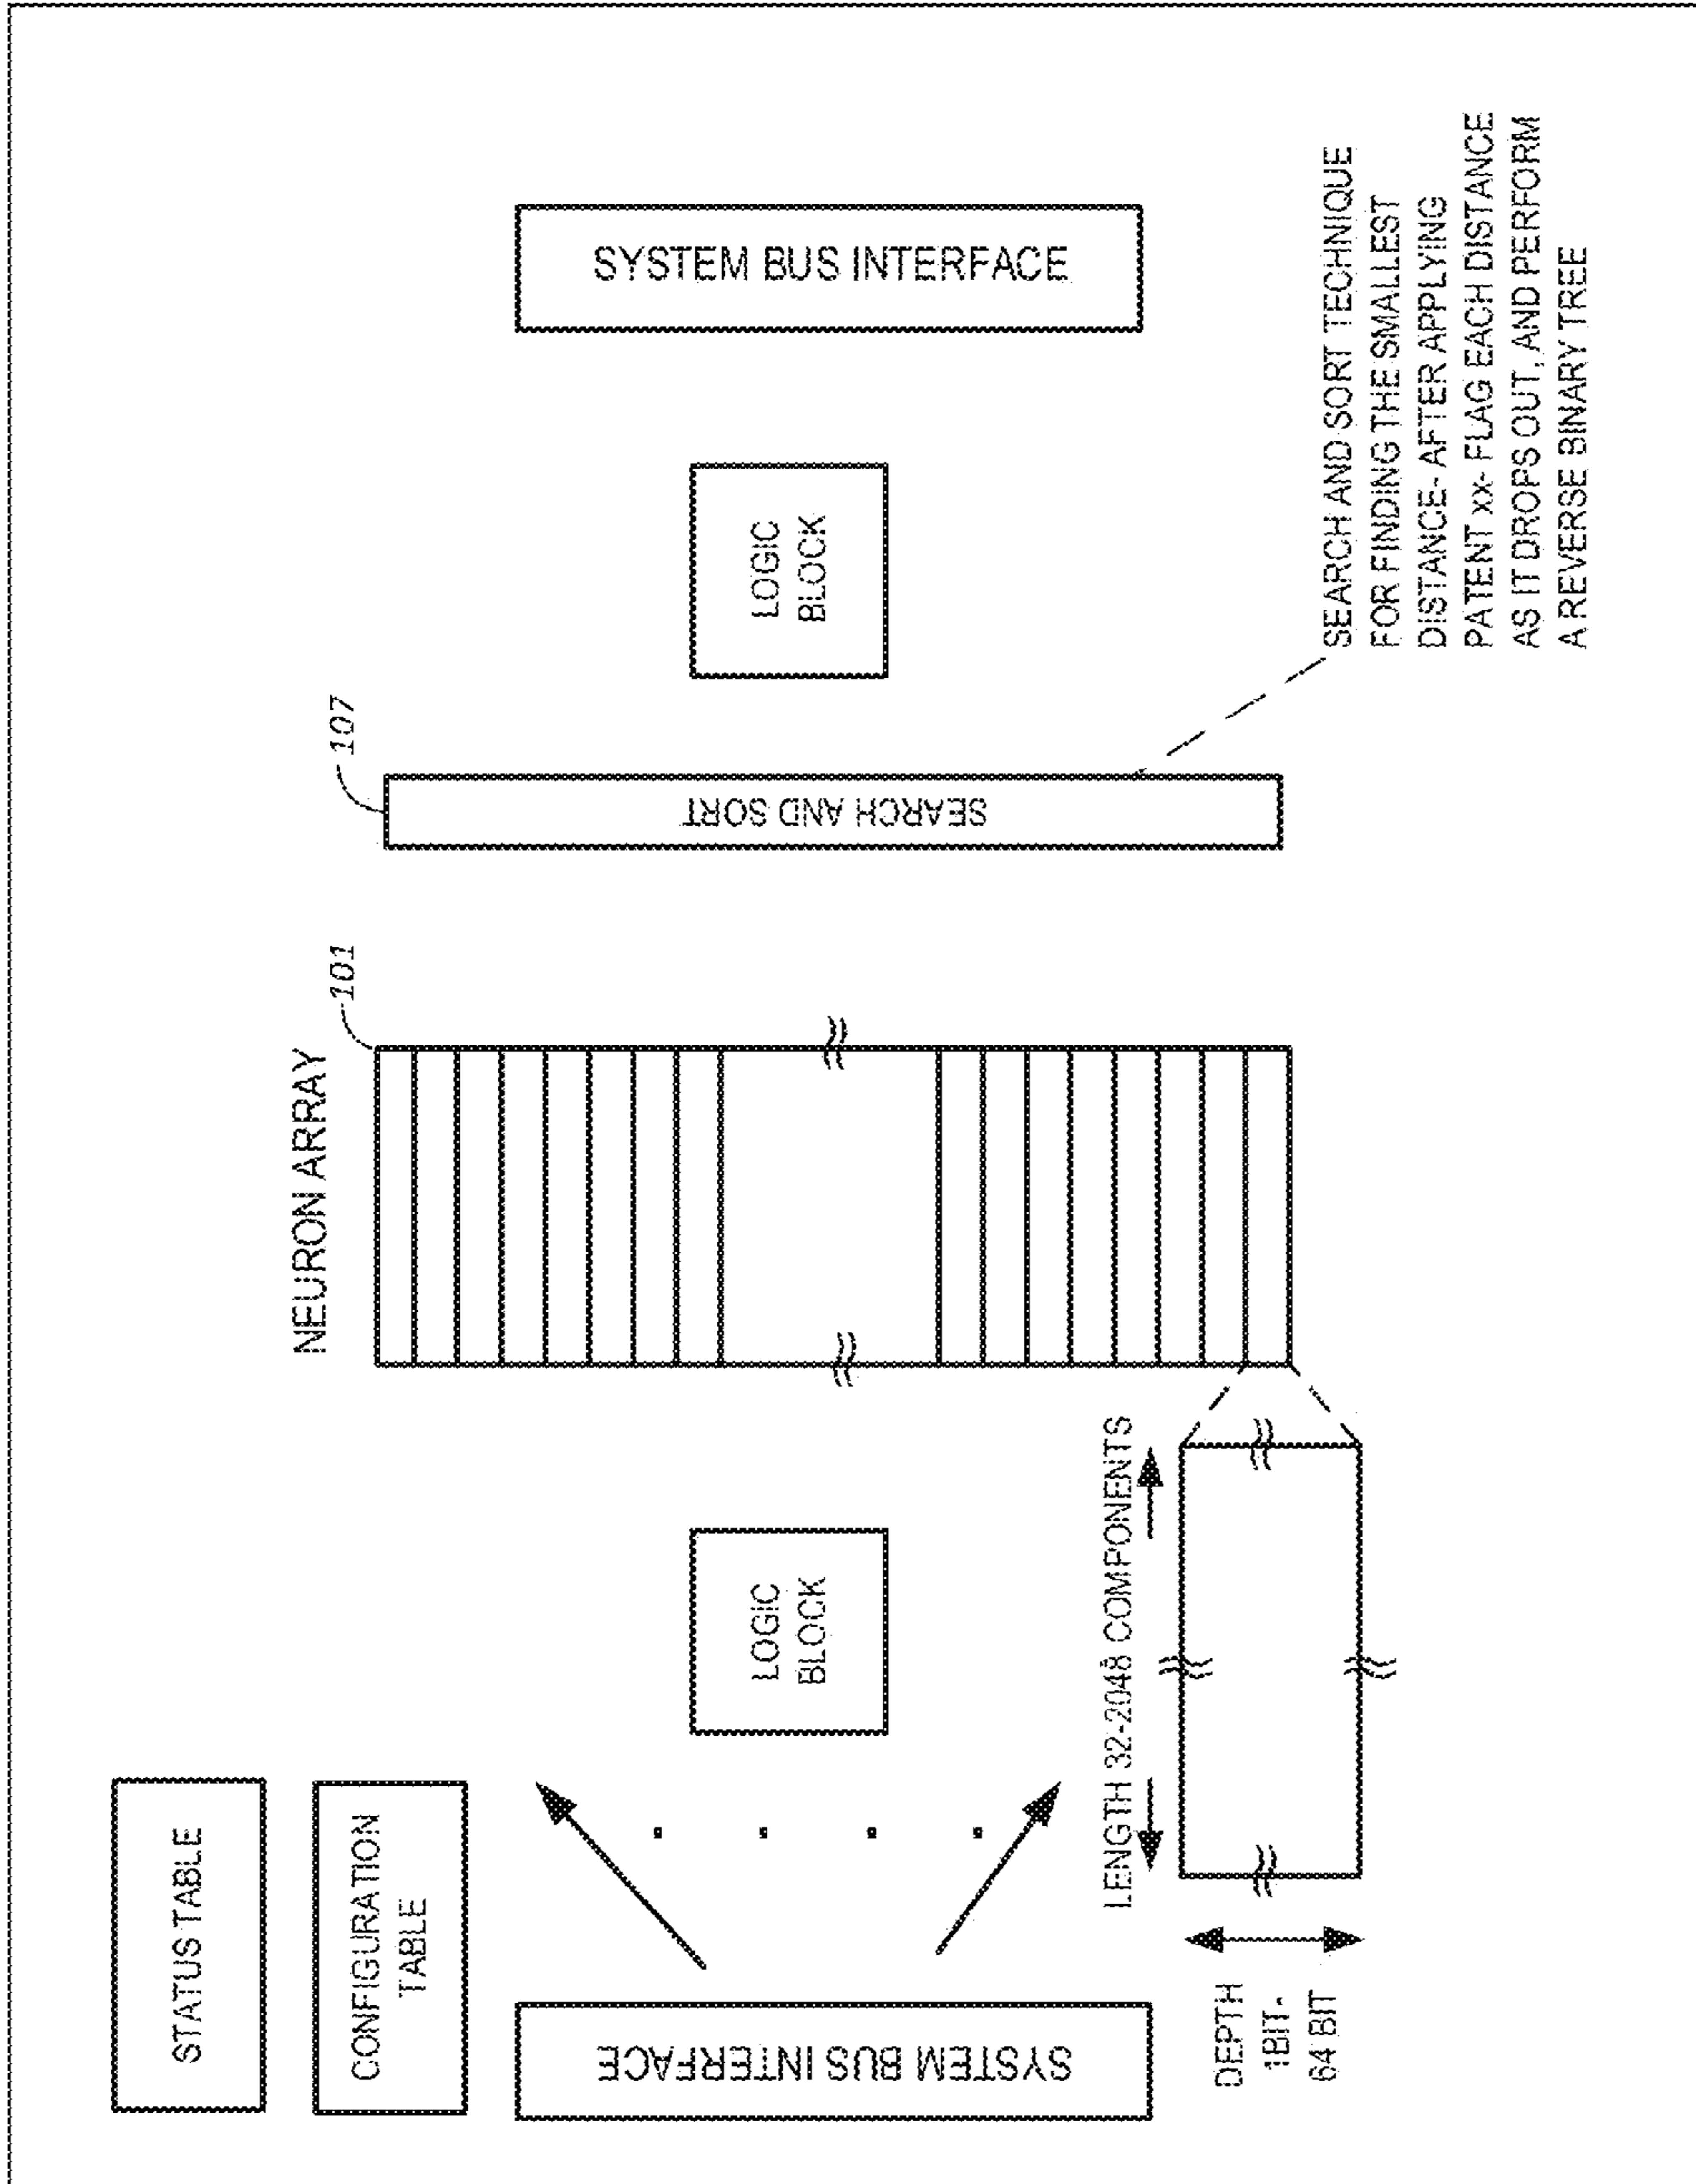 STATUS TABLE
CONFIGURATION
TABLE
SYSTEM BUS INTERFACE
DEPTH
1BIT-
64 BIT
LENGTH 32-2048 COMPONENTS
LOGIC
BLOCK
NEURON ARRAY
101
107
SEARCH AND SORT
LOGIC
BLOCK
SYSTEM BUS INTERFACE
SEARCH AND SORT TECHNIQUE
FOR FINDING THE SMALLEST
DISTANCE- AFTER APPLYING
PATENT xx- FLAG EACH DISTANCE
AS IT DROPS OUT, AND PERFORM
A REVERSE BINARY TREE